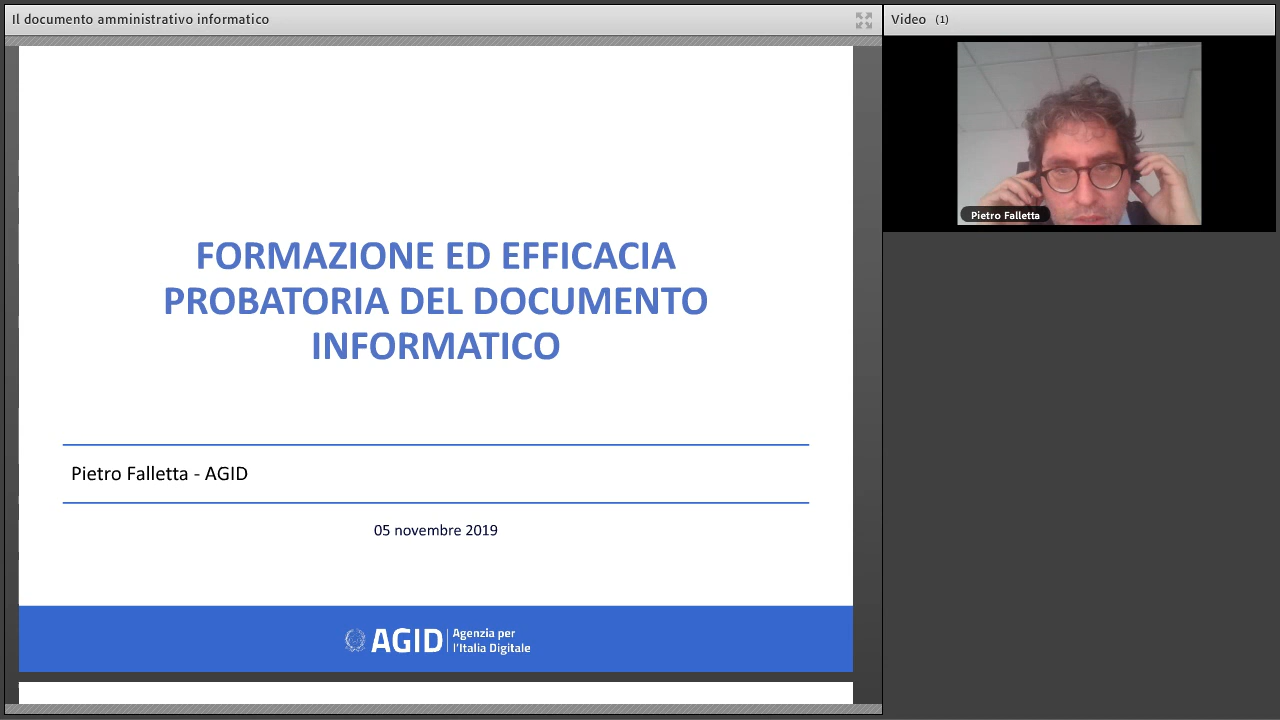 Il documento amministrativo informatico
Video (1)
Pietro Falletta
FORMAZIONE ED EFFICACIA
PROBATORIA DEL DOCUMENTO
INFORMATICO
Pietro Falletta - AGID
05 novembre 2019
AGID
Agenzia per
l'Italia Digitale